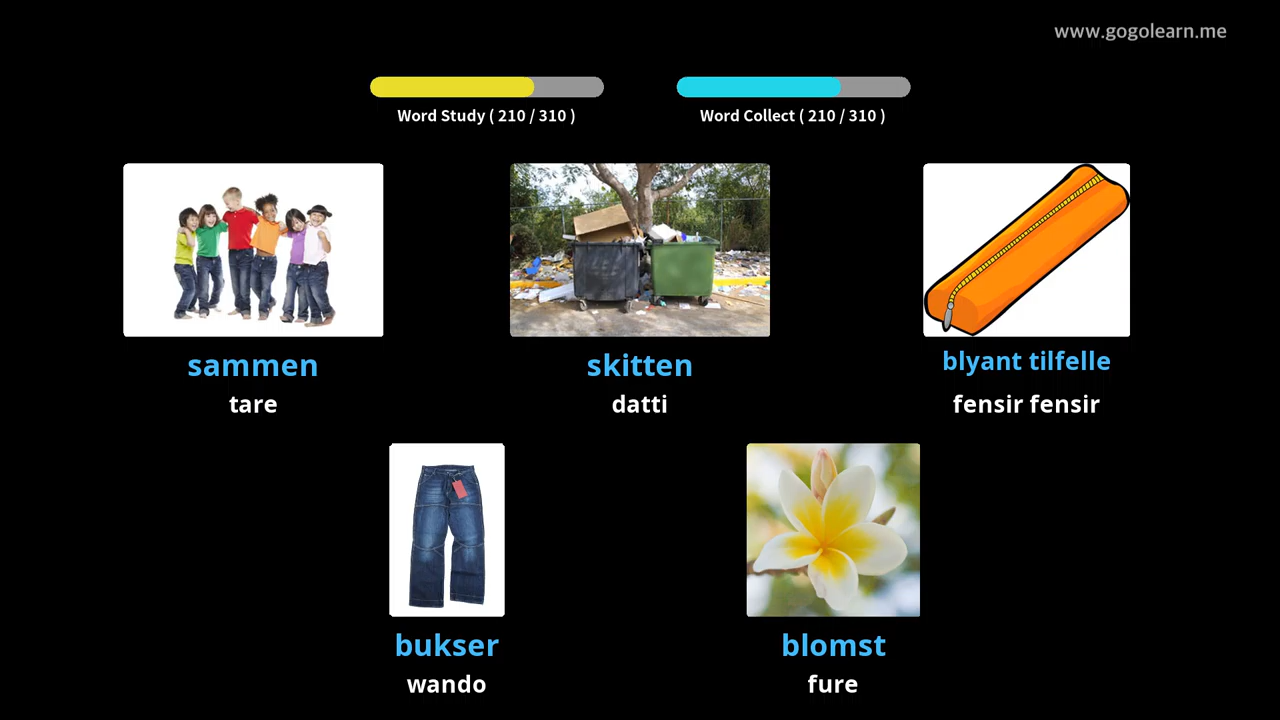 www.gogolearn.me
Word Study ( 210 / 310 )
Word Collect ( 210 / 310 )
sammen
tare
skitten
datti
blyant tilfelle
fensir fensir
bukser
wando
blomst
fure